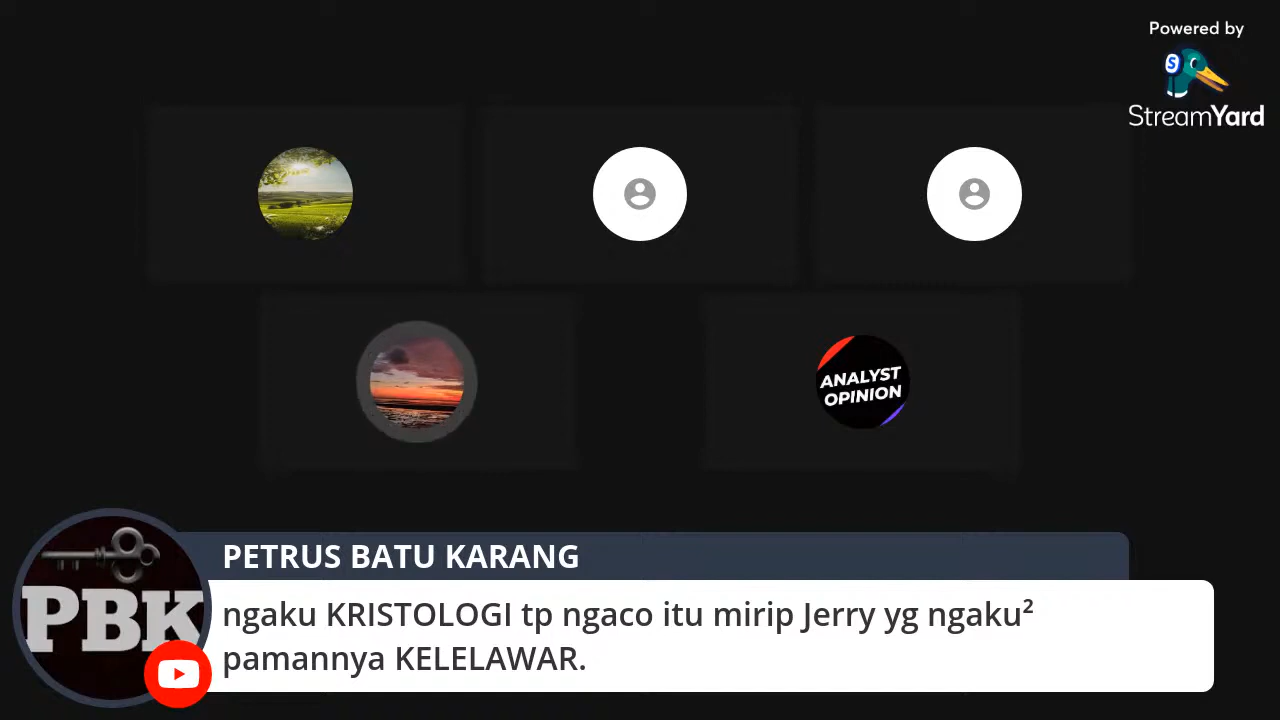 Powered by
S
StreamYard
ANALYST
OPINION
PETRUS BATU KARANG
PBK
ngaku KRISTOLOGI tp ngaco itu mirip Jerry yg ngaku²
pamannya KELELAWAR.